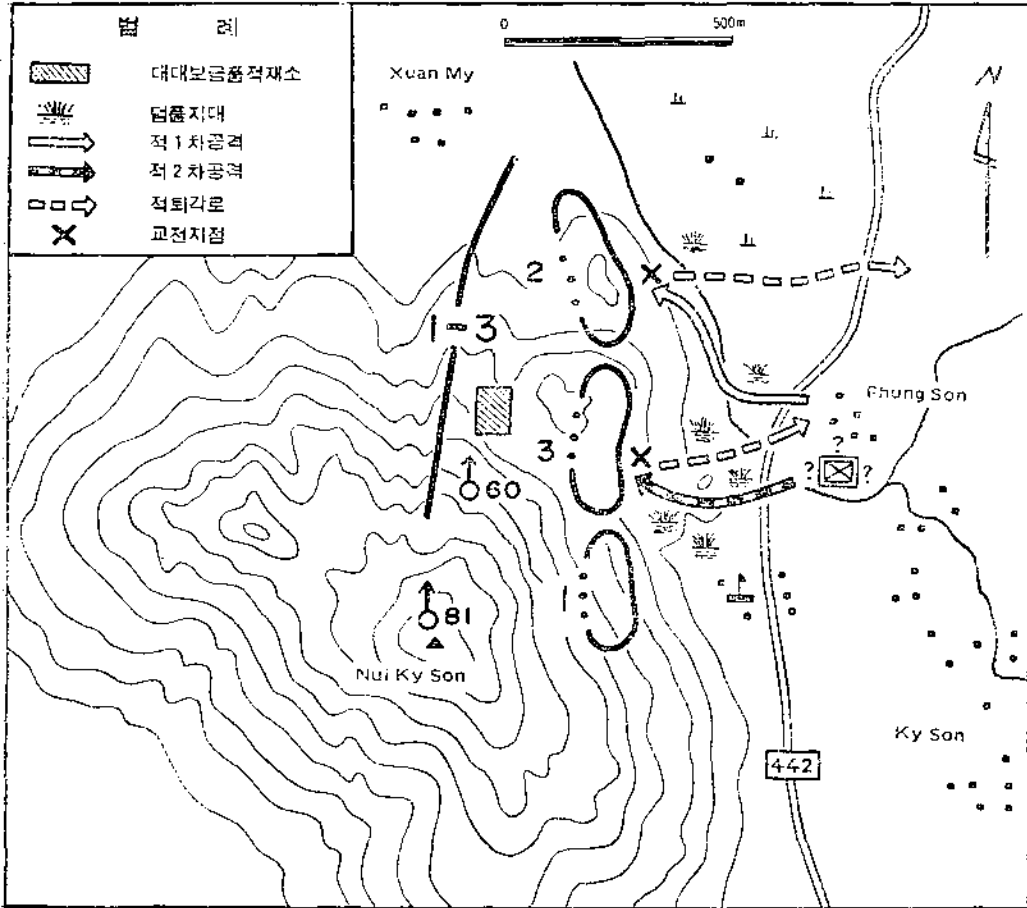 범 례
대대보급품적재소
덤풀지대
적1차공격
적2차공격
적퇴각로
교전지점
0 500m
N
Xuan My
2
1-3
3
60
1
81
Nui Ky Son
Phung Son
? ? ?
Ky Son
442